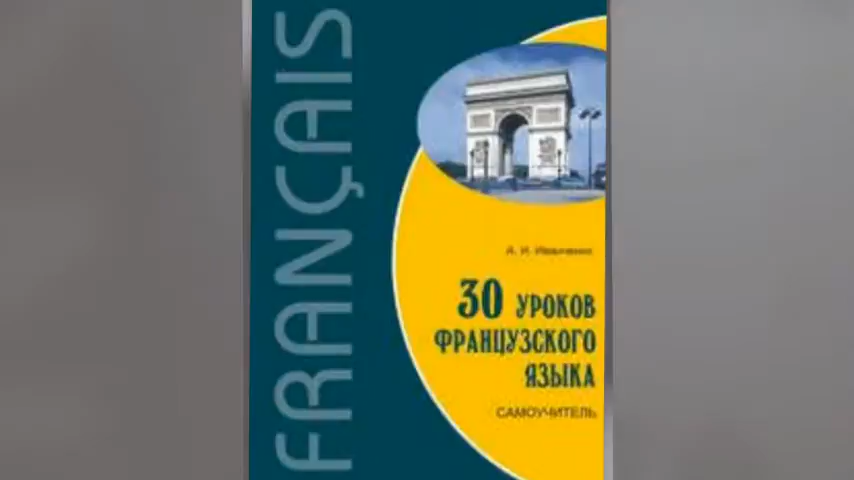 FRANÇAIS
А. И. Иванченко
30 УРОКОВ
ФРАНЦУЗСКОГО
ЯЗЫКА
САМОУЧИТЕЛЬ